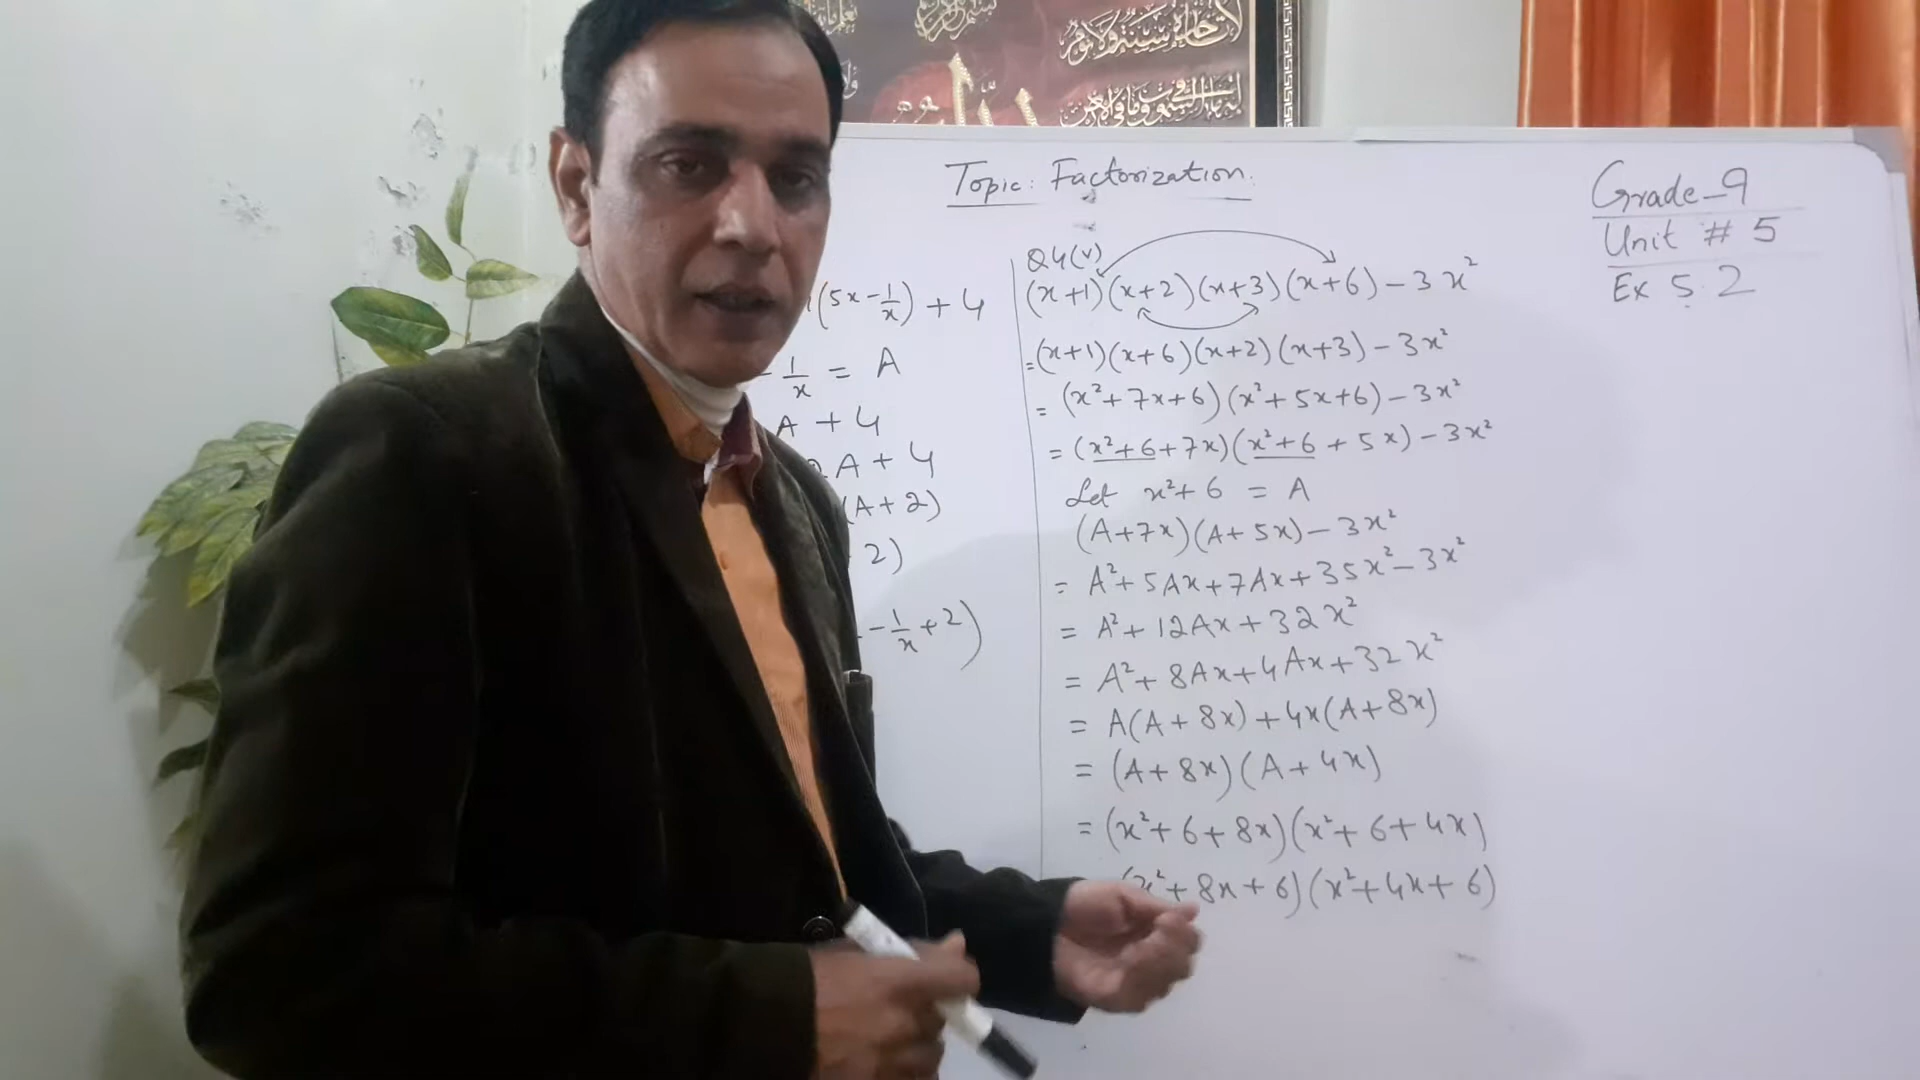 Topic: Factorization.
Grade_9
Unit # 5
Ex 5.2
(5x - 1/x) + 4
1/x = A
A + 4
A + 4
(A + 2)
2)
- 1/x + 2)
Q4(v)
(x+1)(x+2)(x+3)(x+6) - 3x²
= (x+1)(x+6)(x+2)(x+3) - 3x²
= (x²+7x+6)(x²+5x+6) - 3x²
= (x²+6+7x)(x²+6+5x) - 3x²
Let x²+6 = A
(A+7x)(A+5x) - 3x²
= A²+5Ax+7Ax+35x²-3x²
= A²+12Ax+32x²
= A²+8Ax+4Ax+32x²
= A(A+8x)+4x(A+8x)
= (A+8x)(A+4x)
= (x²+6+8x)(x²+6+4x)
(x²+8x+6)(x²+4x+6)